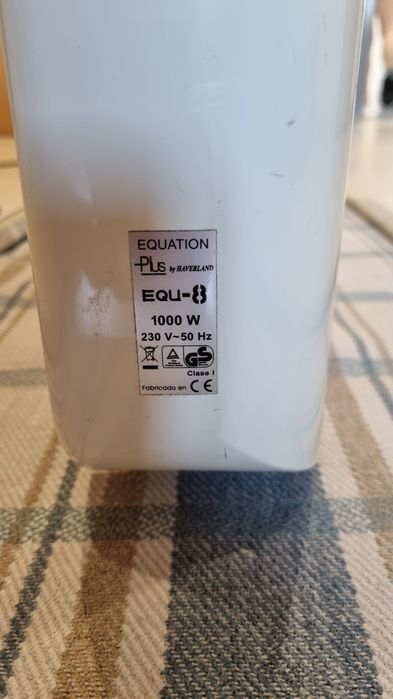 EQUATION
Plus by HAVERLAND
EQU-8
1000 W
230 V~50 Hz
GS
Clase I
Fabricado en CE